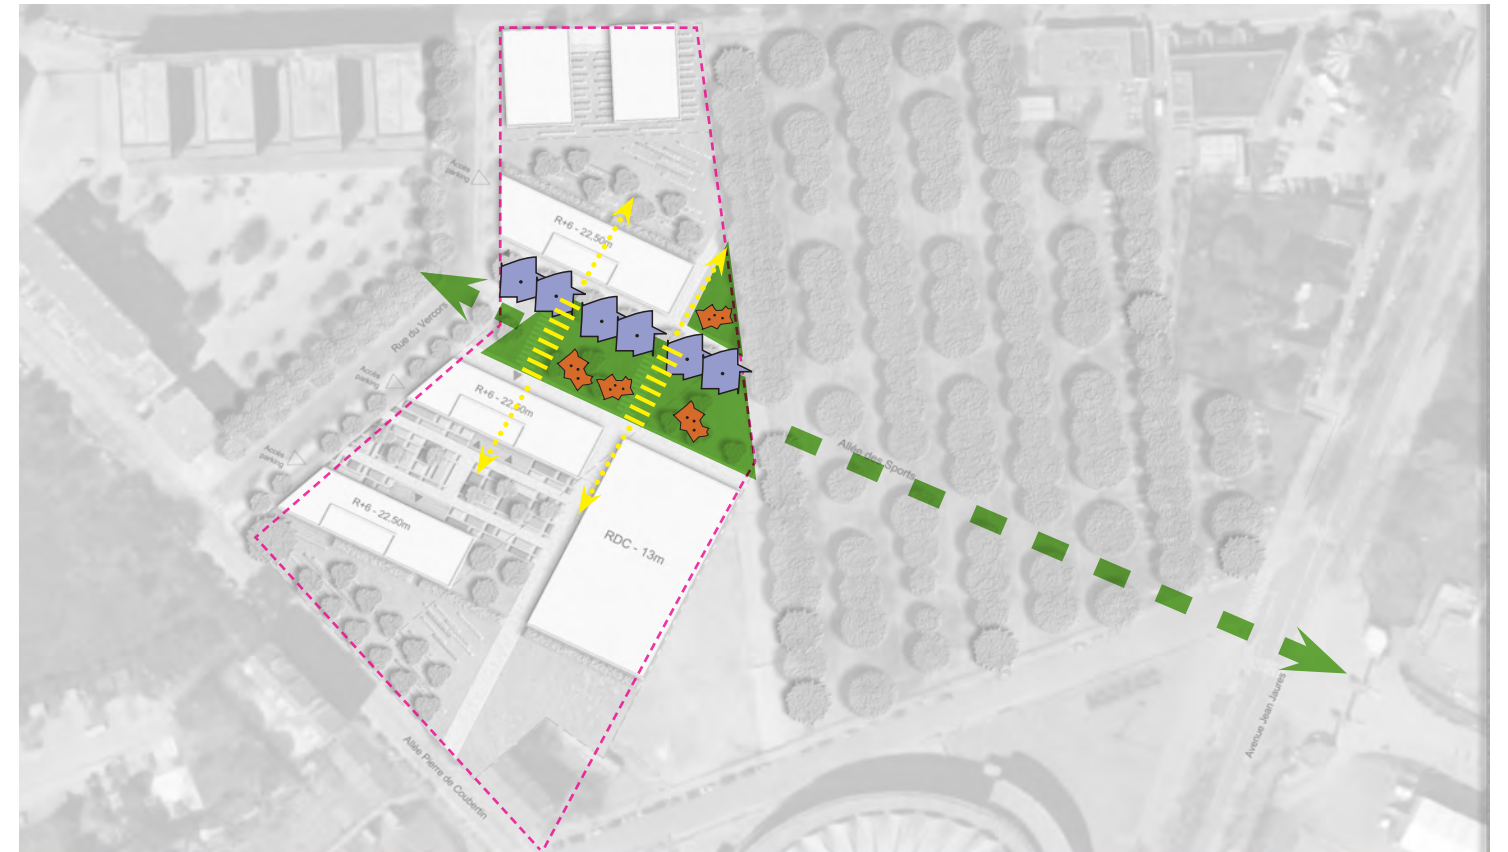 Accès
parking
R+6 - 22,50m
Rue du Vercors
Accès
parking
R+6 - 22,50m
Allée des Sports
Accès
parking
R+6 - 22,50m
RDC - 13m
Avenue Jean Jaures
Allée Pierre de Coubertin